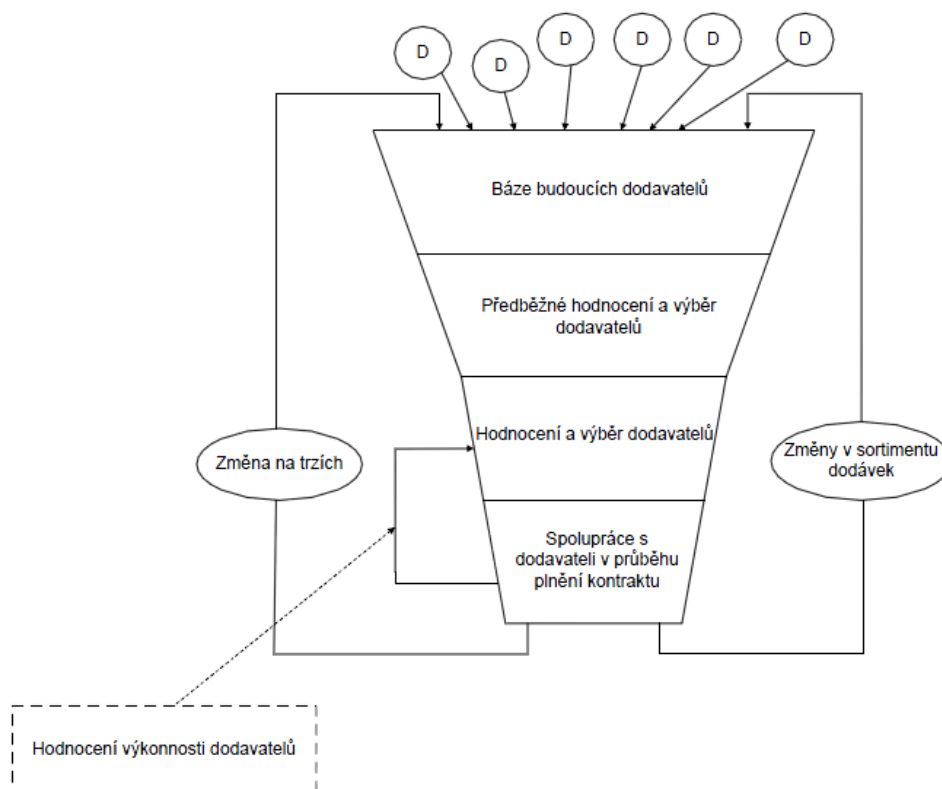 D
D
D
D
D
D
Báze budoucích dodavatelů
Předběžné hodnocení a výběr
dodavatelů
Hodnocení a výběr dodavatelů
Změna na trzích
Změny v sortimentu
dodávek
Spolupráce s
dodavateli v průběhu
plnění kontraktu
Hodnocení výkonnosti dodavatelů